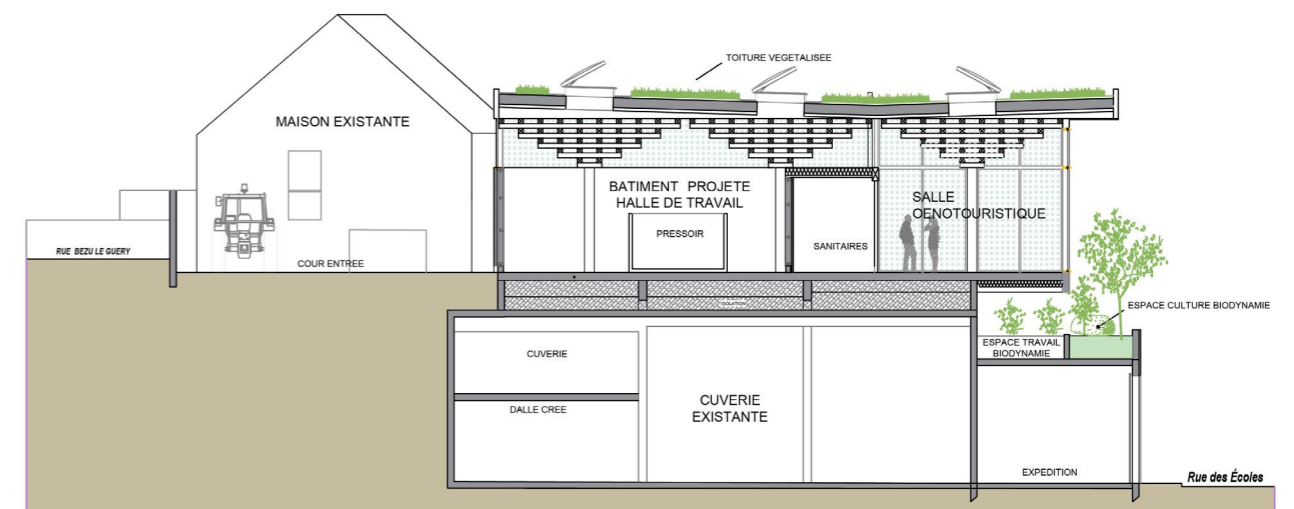 TOITURE VEGETALISEE
MAISON EXISTANTE
BATIMENT PROJETE
HALLE DE TRAVAIL
PRESSOIR
SANITAIRES
SALLE
OENOTOURISTIQUE
RUE BEZU LE GUERY
COUR ENTREE
ISOLATION
ESPACE CULTURE BIODYNAMIE
ESPACE TRAVAIL
BIODYNAMIE
CUVERIE
DALLE CREE
CUVERIE
EXISTANTE
EXPEDITION
Rue des Écoles